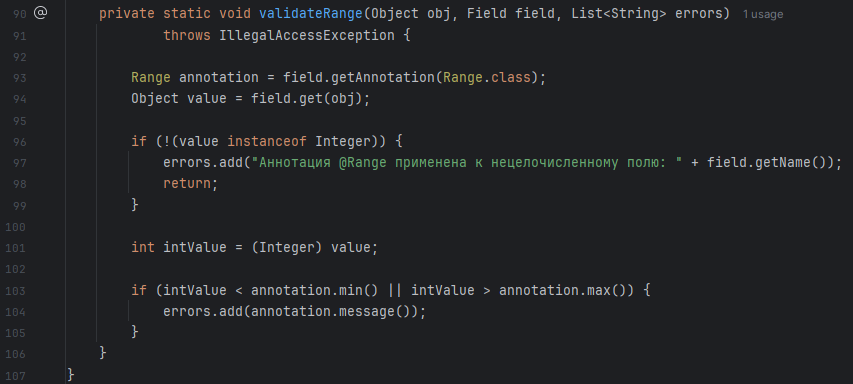 90 @ private static void validateRange(Object obj, Field field, List<String> errors) 1 usage
91 throws IllegalAccessException {
92
93 Range annotation = field.getAnnotation(Range.class);
94 Object value = field.get(obj);
95
96 if (!(value instanceof Integer)) {
97 errors.add("Аннотация @Range применена к нецелочисленному полю: " + field.getName());
98 return;
99 }
100
101 int intValue = (Integer) value;
102
103 if (intValue < annotation.min() || intValue > annotation.max()) {
104 errors.add(annotation.message());
105 }
106 }
107 }